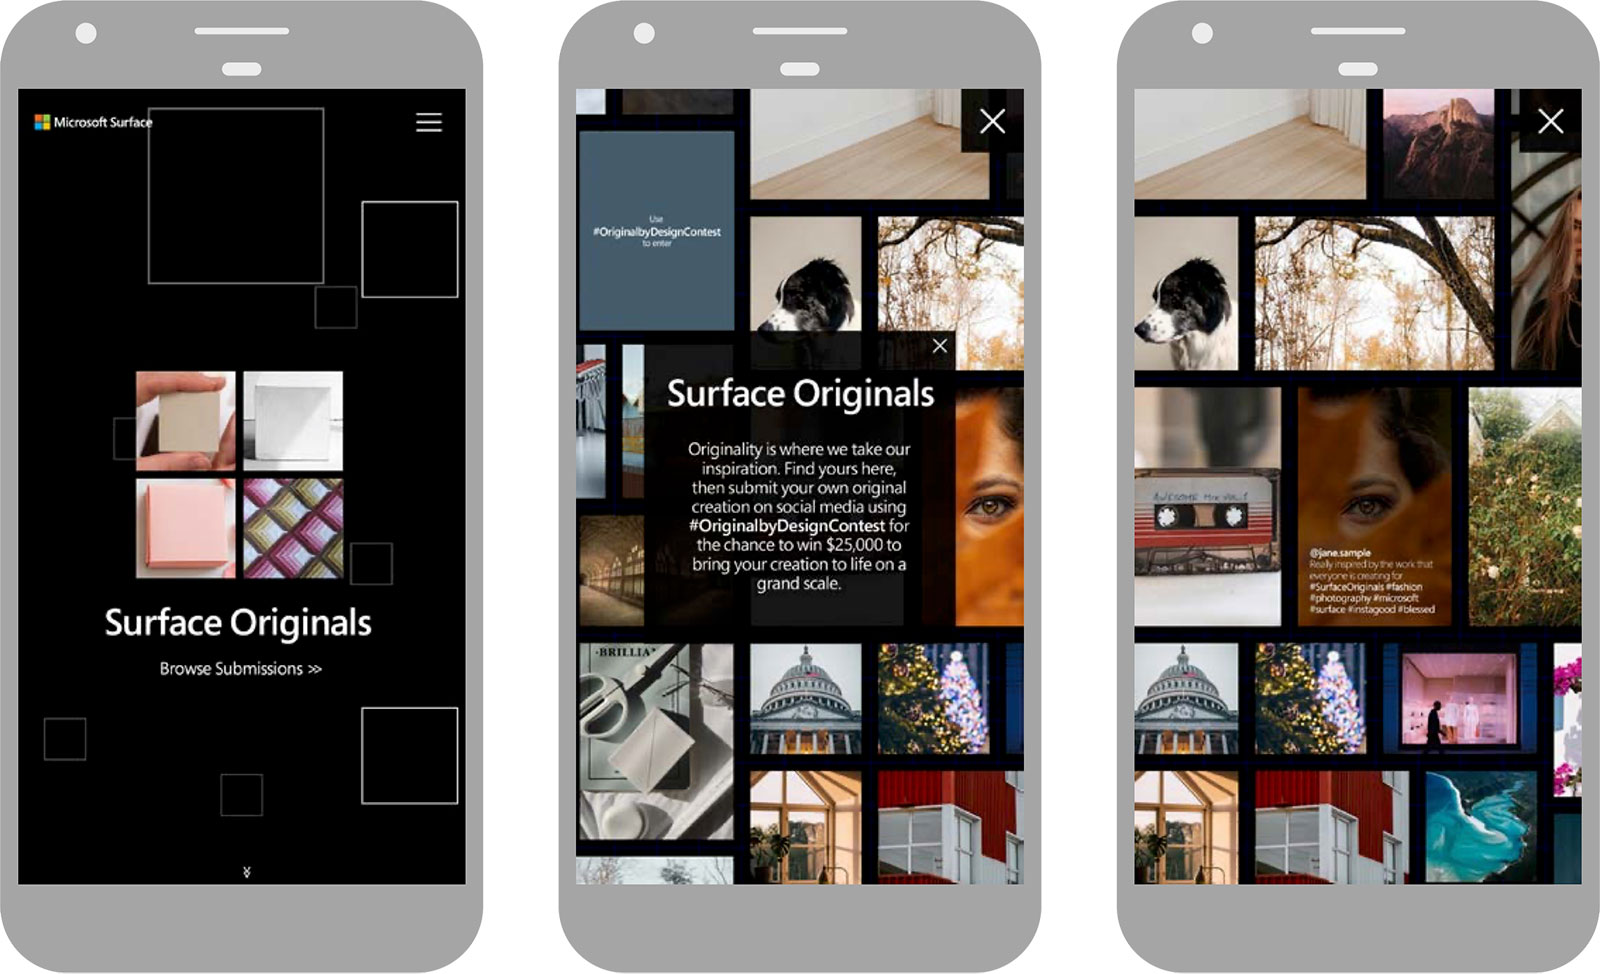 Microsoft Surface
Surface Originals
Browse Submissions >>
Use
#OriginalbyDesignContest
to enter
Surface Originals
Originality is where we take our
inspiration. Find yours here,
then submit your own original
creation on social media using
#OriginalbyDesignContest for
the chance to win $25,000 to
bring your creation to life on a
grand scale.
·BRILLIA
AWESOME MIX VOL. 1
@jane.sample
Really inspired by the work that
everyone is creating for
#SurfaceOriginals #fashion
#photography #microsoft
#surface #instagood #blessed